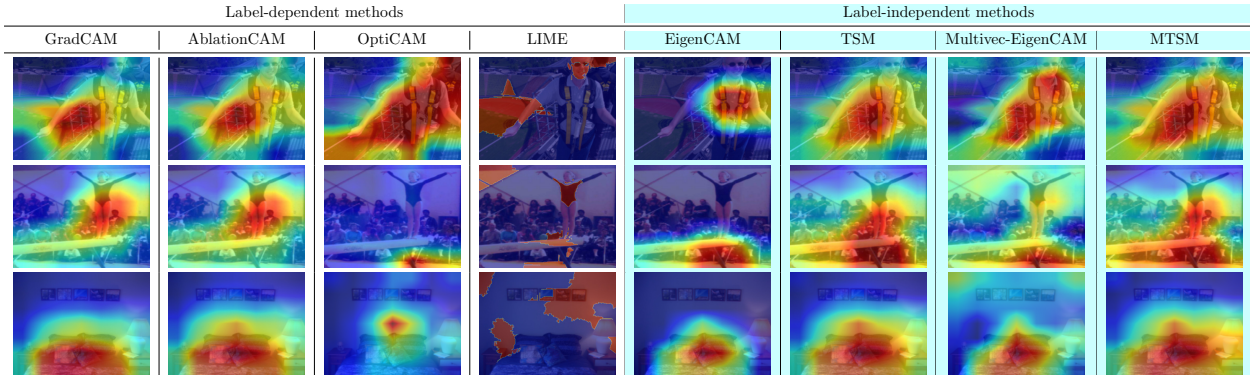 Label-dependent methods Label-independent methods
GradCAM AblationCAM OptiCAM LIME EigenCAM TSM Multivec-EigenCAM MTSM